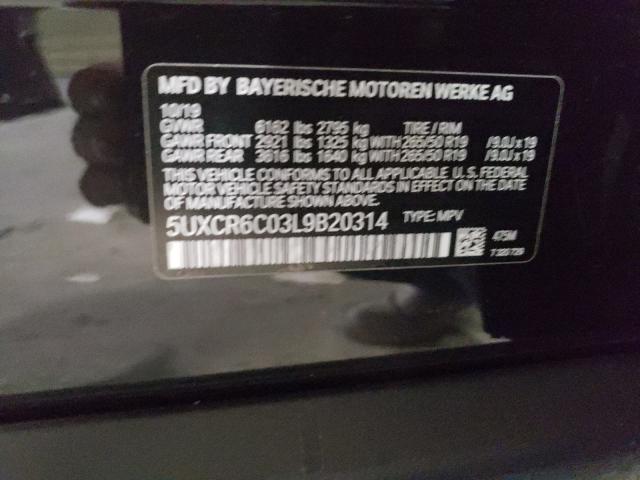 MFD BY BAYERISCHE MOTOREN WERKE AG
10/19
GVWR 6162 lbs 2795 kg TIRE / RIM
GAWR FRONT 2921 lbs 1325 kg WITH 265/50 R19 /9.0J x 19
GAWR REAR 3616 lbs 1640 kg WITH 265/50 R19 /9.0J x 19
THIS VEHICLE CONFORMS TO ALL APPLICABLE U.S. FEDERAL
MOTOR VEHICLE SAFETY STANDARDS IN EFFECT ON THE DATE
OF MANUFACTURE SHOWN ABOVE.
5UXCR6C03L9B20314 TYPE: MPV
475M